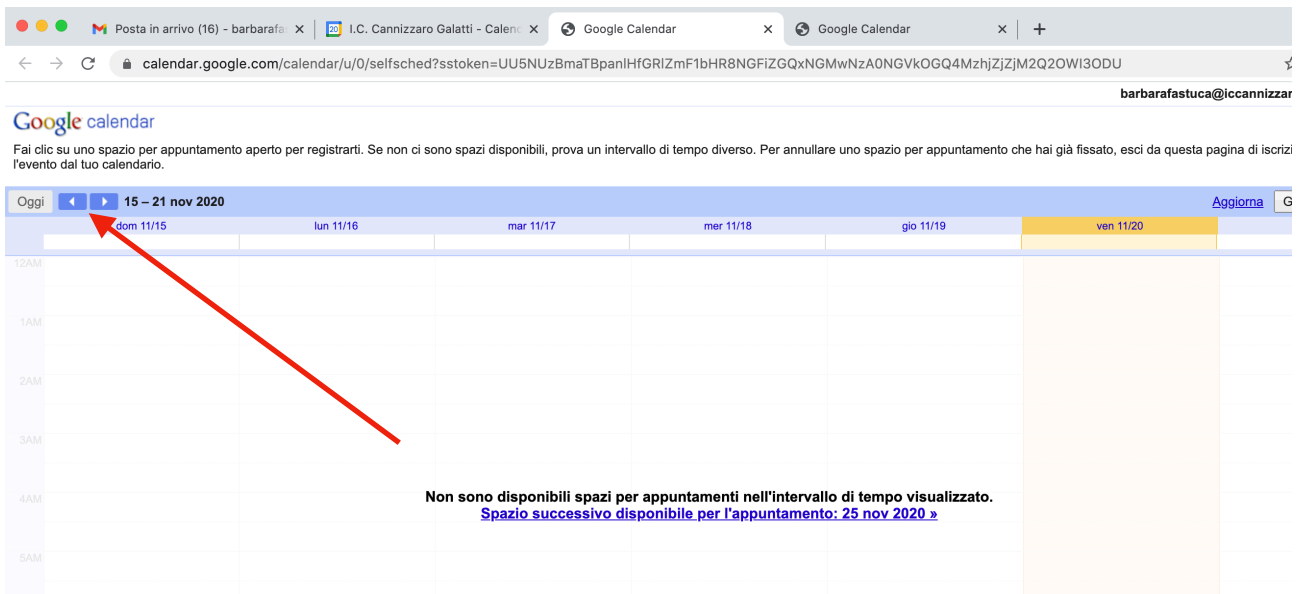 Posta in arrivo (16) - barbarafas
I.C. Cannizzaro Galatti - Calend
Google Calendar
Google Calendar
calendar.google.com/calendar/u/0/selfsched?sstoken=UU5NUzBmaTBpanlHfGRlZmF1bHR8NGFiZGQxNGMwNzA0NGVkOGQ4MzhjZjZjM2Q2OWI3ODU
barbarafastuca@iccannizzar
Google calendar
Fai clic su uno spazio per appuntamento aperto per registrarti. Se non ci sono spazi disponibili, prova un intervallo di tempo diverso. Per annullare uno spazio per appuntamento che hai già fissato, esci da questa pagina di iscrizi
l'evento dal tuo calendario.
Oggi 15 – 21 nov 2020 Aggiorna G
dom 11/15 lun 11/16 mar 11/17 mer 11/18 gio 11/19 ven 11/20
12AM
1AM
2AM
3AM
4AM
Non sono disponibili spazi per appuntamenti nell'intervallo di tempo visualizzato.
Spazio successivo disponibile per l'appuntamento: 25 nov 2020 »
5AM